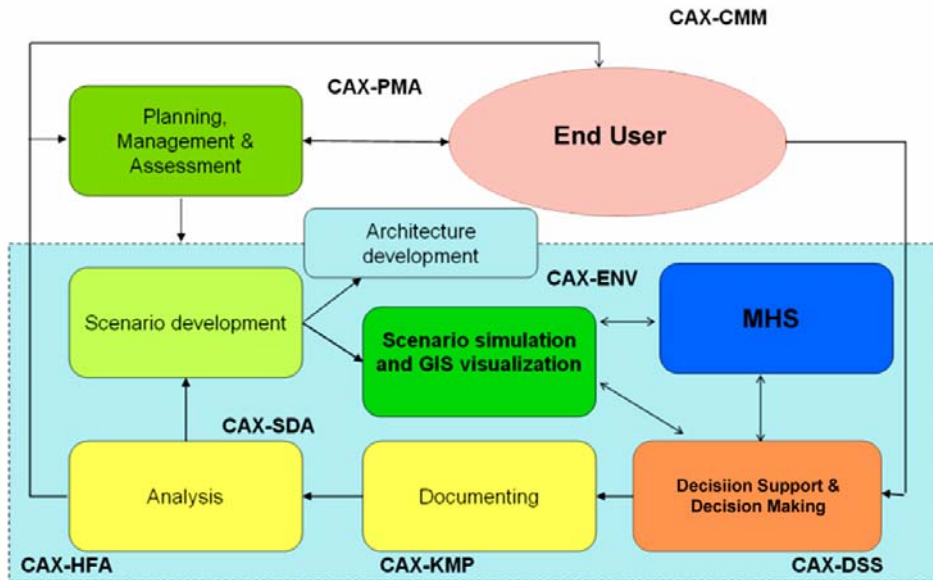 CAX-CMM
CAX-PMA
Planning,
Management &
Assessment
End User
Architecture
development
CAX-ENV
Scenario development
Scenario simulation
and GIS visualization
MHS
CAX-SDA
Analysis
Documenting
Decisiion Support &
Decision Making
CAX-HFA
CAX-KMP
CAX-DSS